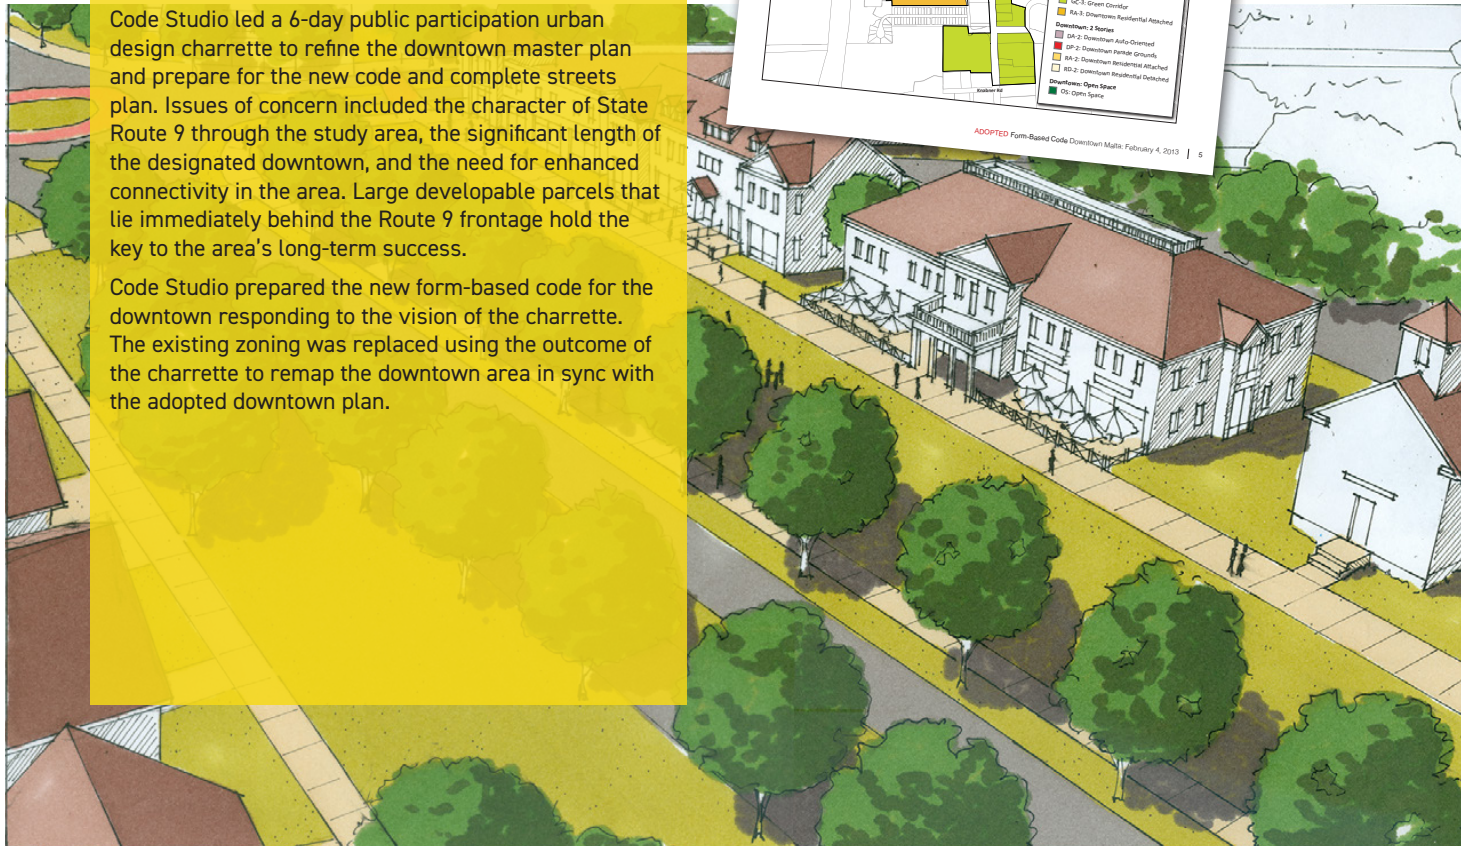 Code Studio led a 6-day public participation urban
design charrette to refine the downtown master plan
and prepare for the new code and complete streets
plan. Issues of concern included the character of State
Route 9 through the study area, the significant length of
the designated downtown, and the need for enhanced
connectivity in the area. Large developable parcels that
lie immediately behind the Route 9 frontage hold the
key to the area’s long-term success.
Code Studio prepared the new form-based code for the
downtown responding to the vision of the charrette.
The existing zoning was replaced using the outcome of
the charrette to remap the downtown area in sync with
the adopted downtown plan.
GC-3: Green Corridor
RA-3: Downtown Residential Attached
Downtown: 2 Stories
DA-2: Downtown Auto-Oriented
DP-2: Downtown Parade Grounds
RA-2: Downtown Residential Attached
RD-2: Downtown Residential Detached
Downtown: Open Space
OS: Open Space
Knabner Rd
ADOPTED Form-Based Code Downtown Malta: February 4, 2013 | 5